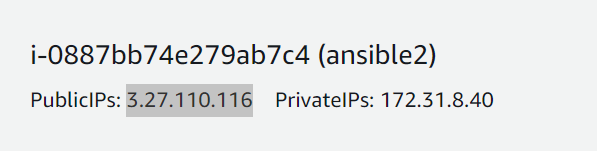 i-0887bb74e279ab7c4 (ansible2)
PublicIPs: 3.27.110.116 PrivateIPs: 172.31.8.40